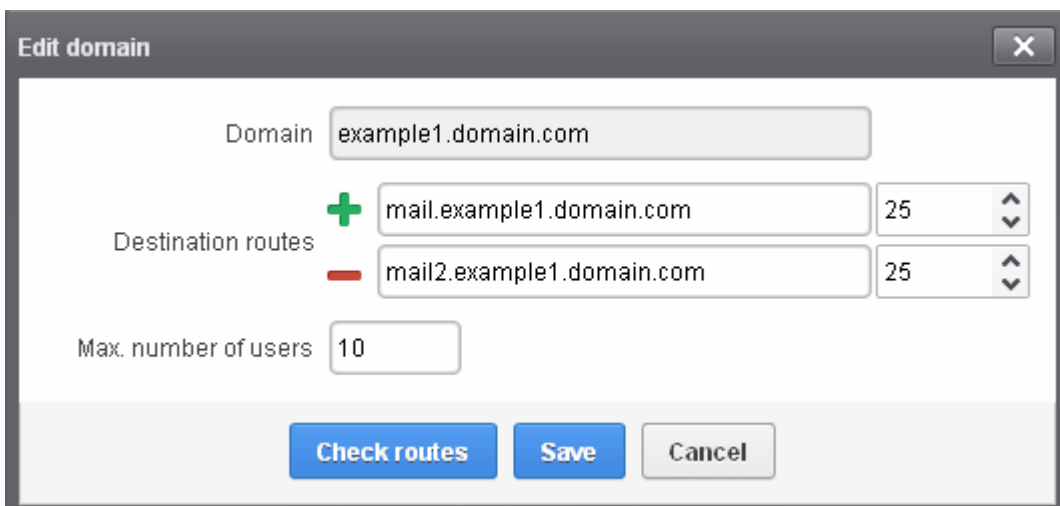 Edit domain
Domain example1.domain.com
mail.example1.domain.com 25
Destination routes
mail2.example1.domain.com 25
Max. number of users 10
Check routes Save Cancel